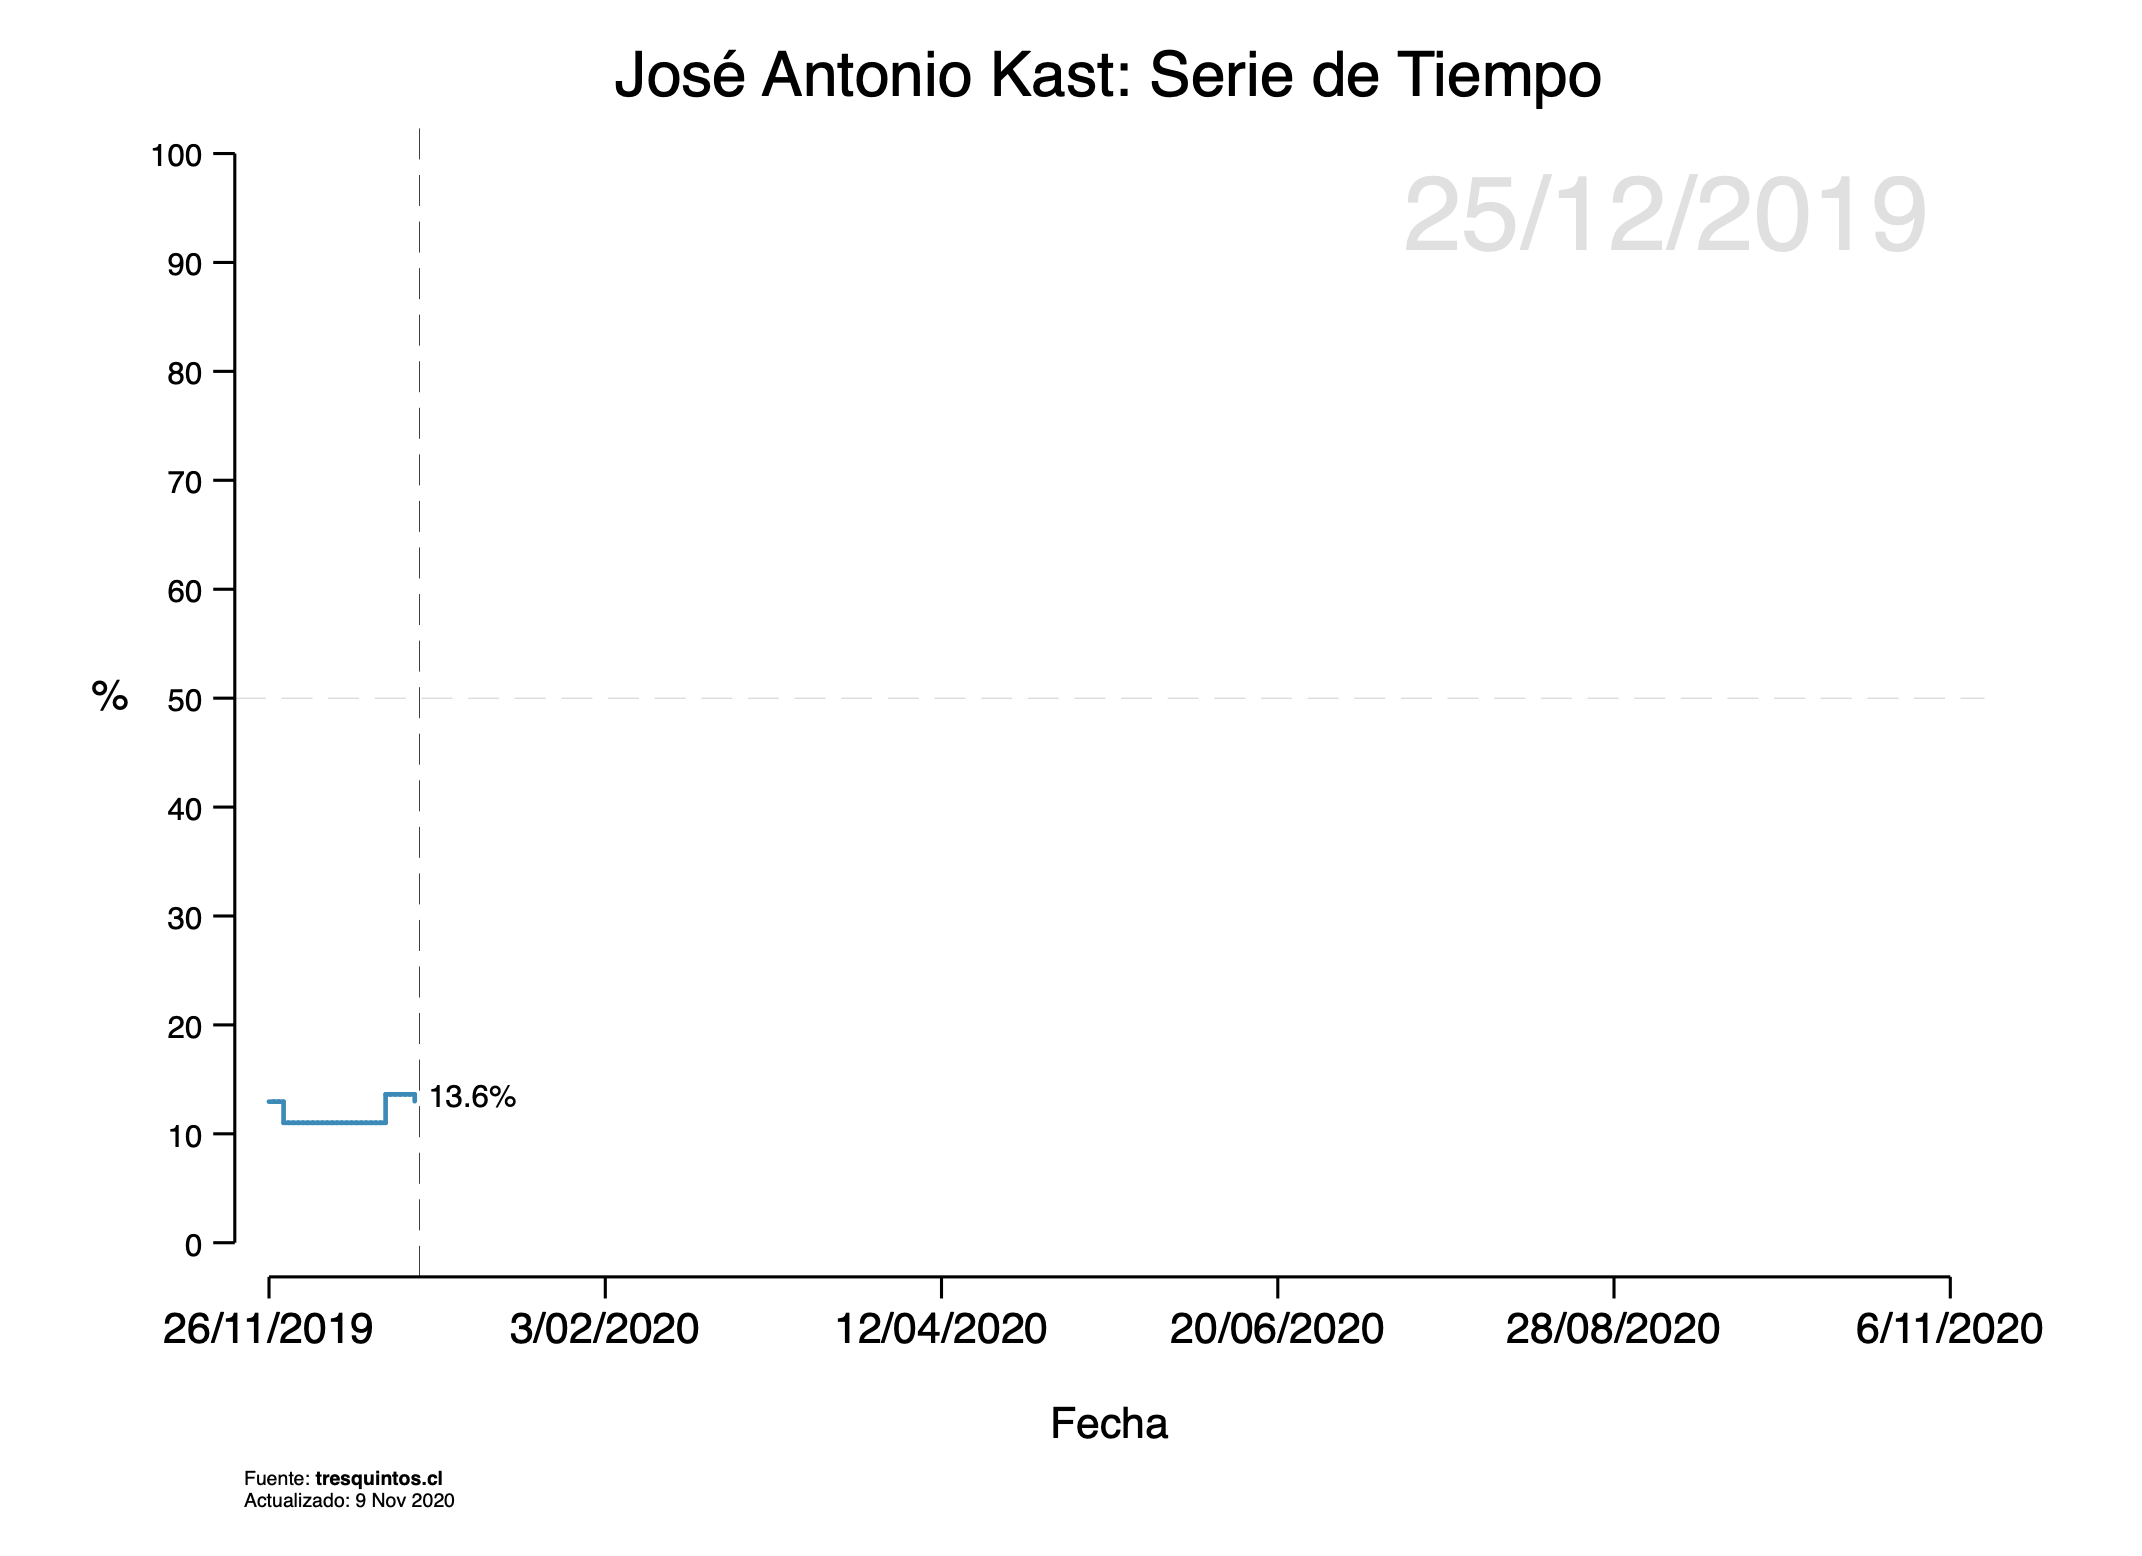 José Antonio Kast: Serie de Tiempo
25/12/2019
100
90
80
70
60
%
50
40
30
20
13.6%
10
0
26/11/2019 3/02/2020 12/04/2020 20/06/2020 28/08/2020 6/11/2020
Fecha
Fuente: tresquintos.cl
Actualizado: 9 Nov 2020